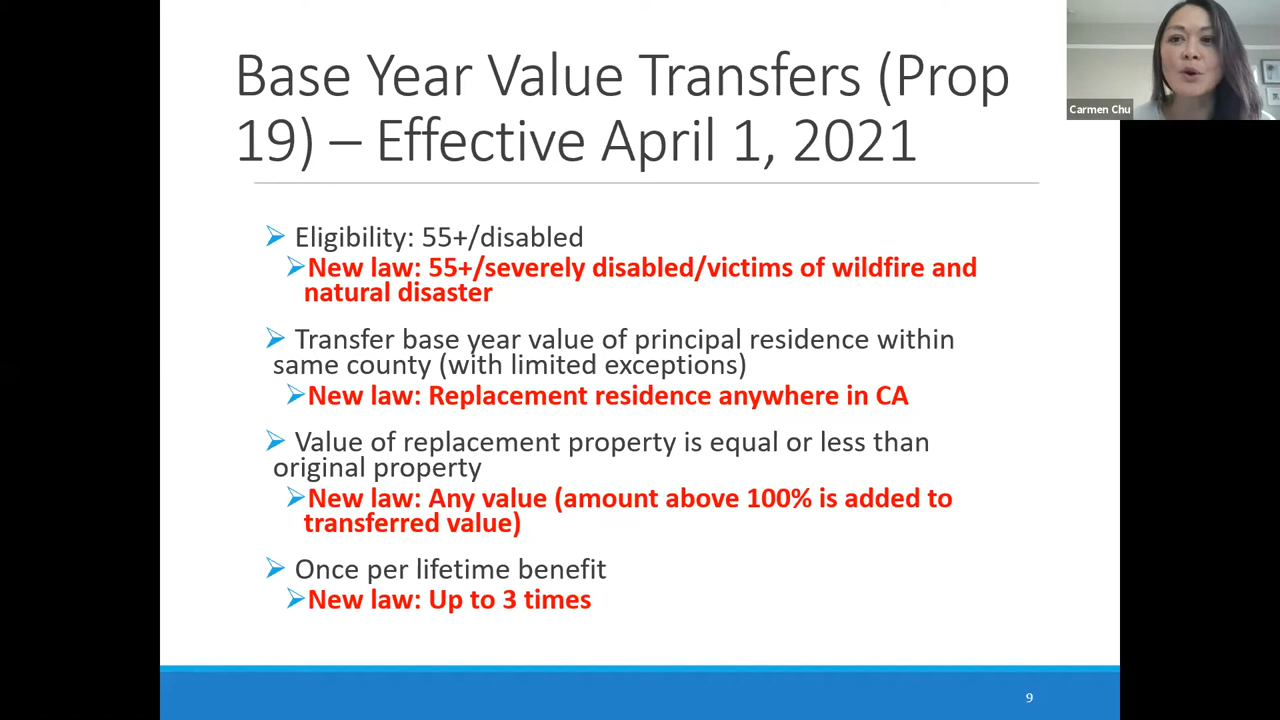 Base Year Value Transfers (Prop
19) – Effective April 1, 2021
Carmen Chu
Eligibility: 55+/disabled
New law: 55+/severely disabled/victims of wildfire and
natural disaster
Transfer base year value of principal residence within
same county (with limited exceptions)
New law: Replacement residence anywhere in CA
Value of replacement property is equal or less than
original property
New law: Any value (amount above 100% is added to
transferred value)
Once per lifetime benefit
New law: Up to 3 times
9